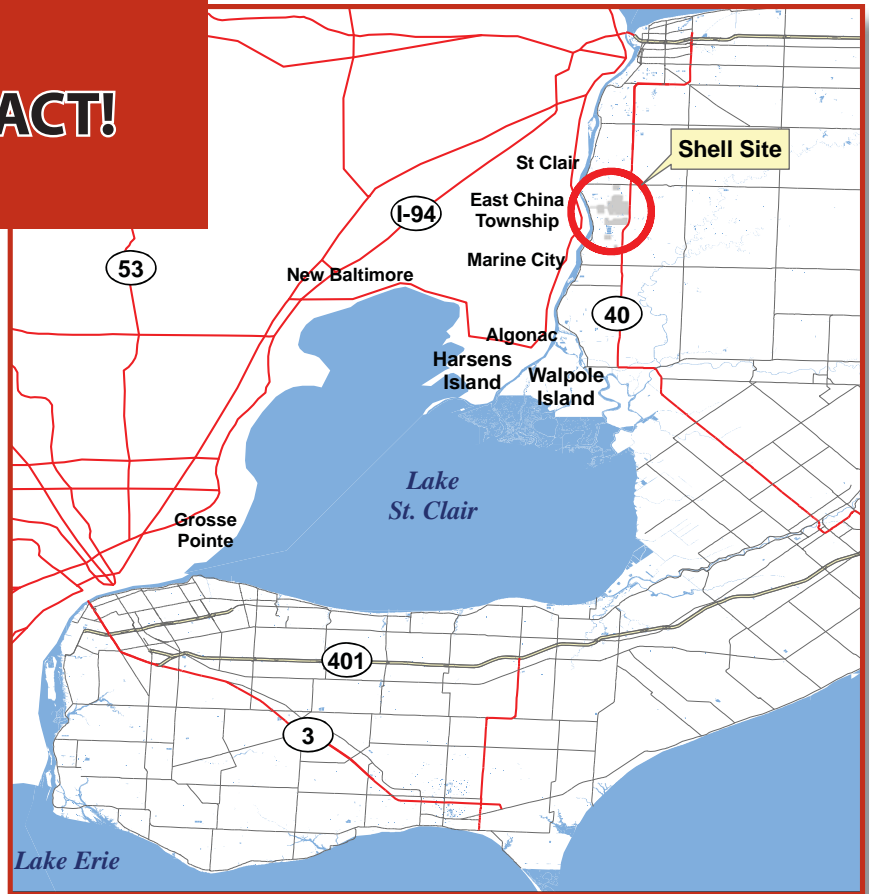 ACT!
St Clair
Shell Site
East China
Township
I-94
53
Marine City
New Baltimore
40
Algonac
Harsens
Island
Walpole
Island
Lake
St. Clair
Grosse
Pointe
401
3
Lake Erie